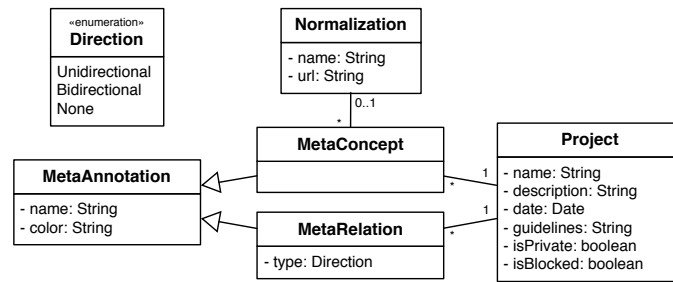 «enumeration»
Direction
Unidirectional
Bidirectional
None
Normalization
- name: String
- url: String
0..1
*
MetaConcept
MetaAnnotation
- name: String
- color: String
MetaRelation
- type: Direction
1
*
1
*
Project
- name: String
- description: String
- date: Date
- guidelines: String
- isPrivate: boolean
- isBlocked: boolean